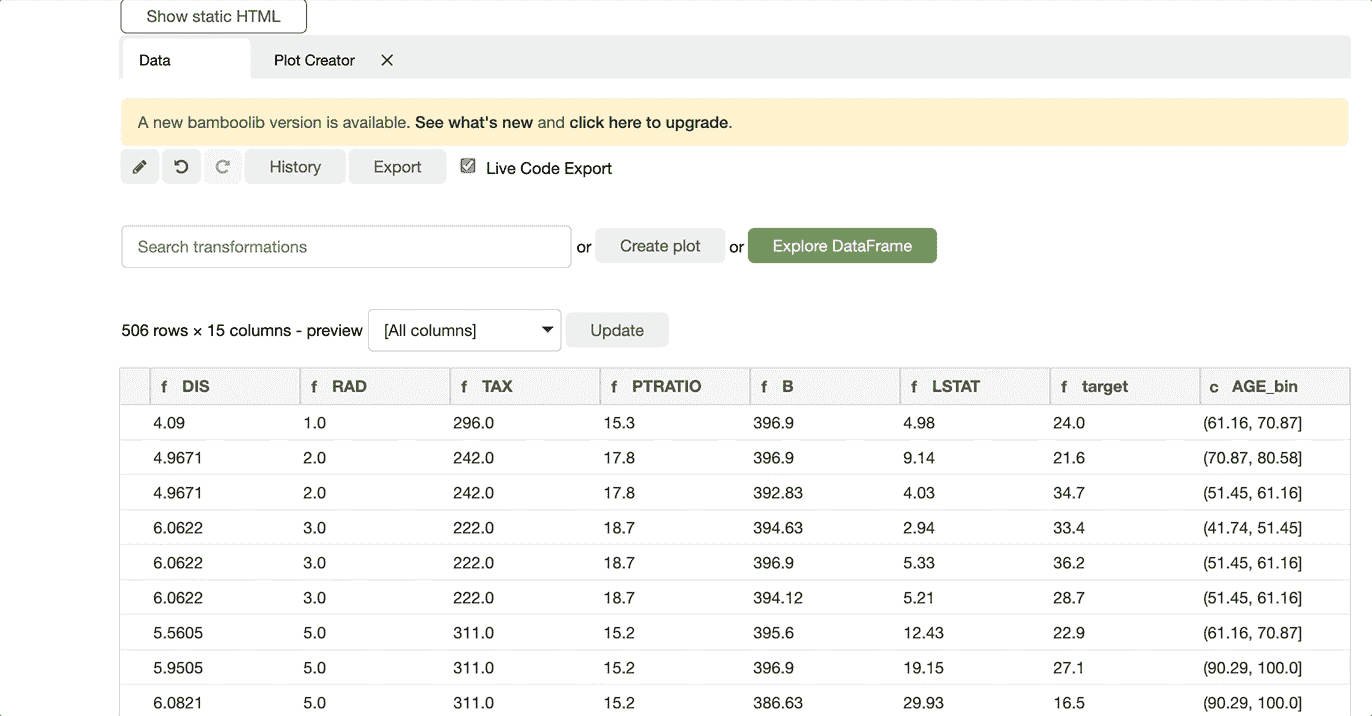 Show static HTML
Data Plot Creator ×
A new bamboolib version is available. See what's new and click here to upgrade.
History Export Live Code Export
Search transformations or Create plot or Explore DataFrame
506 rows × 15 columns - preview [All columns] Update
f DIS f RAD f TAX f PTRATIO f B f LSTAT f target c AGE_bin
4.09 1.0 296.0 15.3 396.9 4.98 24.0 (61.16, 70.87]
4.9671 2.0 242.0 17.8 396.9 9.14 21.6 (70.87, 80.58]
4.9671 2.0 242.0 17.8 392.83 4.03 34.7 (51.45, 61.16]
6.0622 3.0 222.0 18.7 394.63 2.94 33.4 (41.74, 51.45]
6.0622 3.0 222.0 18.7 396.9 5.33 36.2 (51.45, 61.16]
6.0622 3.0 222.0 18.7 394.12 5.21 28.7 (51.45, 61.16]
5.5605 5.0 311.0 15.2 395.6 12.43 22.9 (61.16, 70.87]
5.9505 5.0 311.0 15.2 396.9 19.15 27.1 (90.29, 100.0]
6.0821 5.0 311.0 15.2 386.63 29.93 16.5 (90.29, 100.0]